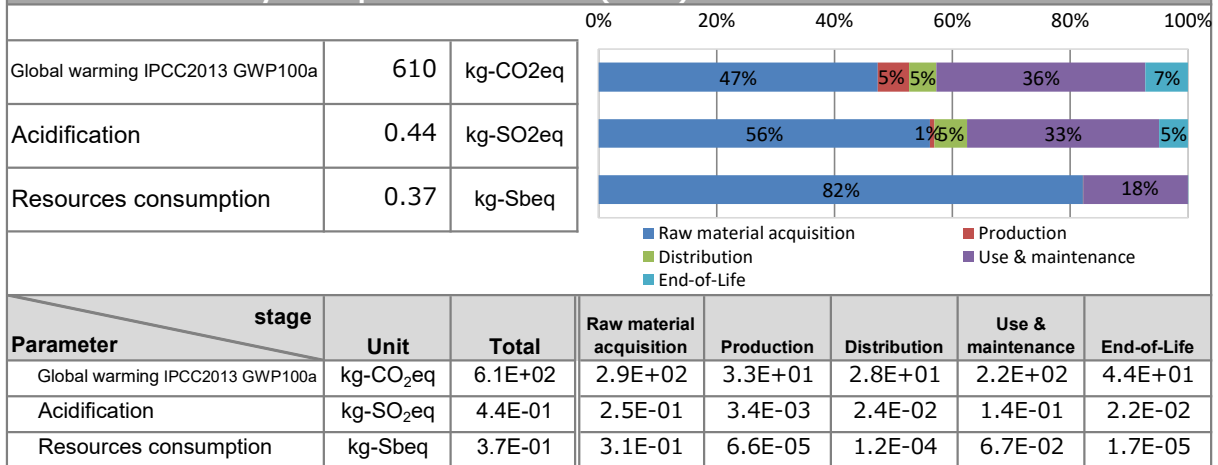 0% 20% 40% 60% 80% 100%
Global warming IPCC2013 GWP100a 610 kg-CO2eq 47% 5% 5% 36% 7%
Acidification 0.44 kg-SO2eq 56% 1% 5% 33% 5%
Resources consumption 0.37 kg-Sbeq 82% 18%
Raw material acquisition Production
Distribution Use & maintenance
End-of-Life
stage
Parameter Unit Total Raw material acquisition Production Distribution Use & maintenance End-of-Life
Global warming IPCC2013 GWP100a kg-CO₂eq 6.1E+02 2.9E+02 3.3E+01 2.8E+01 2.2E+02 4.4E+01
Acidification kg-SO₂eq 4.4E-01 2.5E-01 3.4E-03 2.4E-02 1.4E-01 2.2E-02
Resources consumption kg-Sbeq 3.7E-01 3.1E-01 6.6E-05 1.2E-04 6.7E-02 1.7E-05